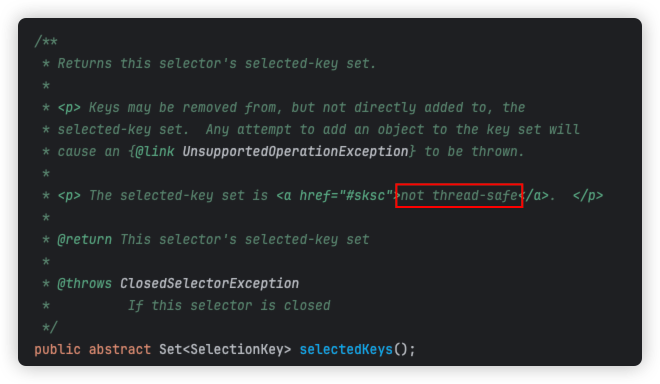 /**
* Returns this selector's selected-key set.
*
* <p> Keys may be removed from, but not directly added to, the
* selected-key set.  Any attempt to add an object to the key set will
* cause an {@link UnsupportedOperationException} to be thrown.
*
* <p> The selected-key set is <a href="#sksc">not thread-safe</a>.  </p>
*
* @return This selector's selected-key set
*
* @throws ClosedSelectorException
*          If this selector is closed
*/
public abstract Set<SelectionKey> selectedKeys();